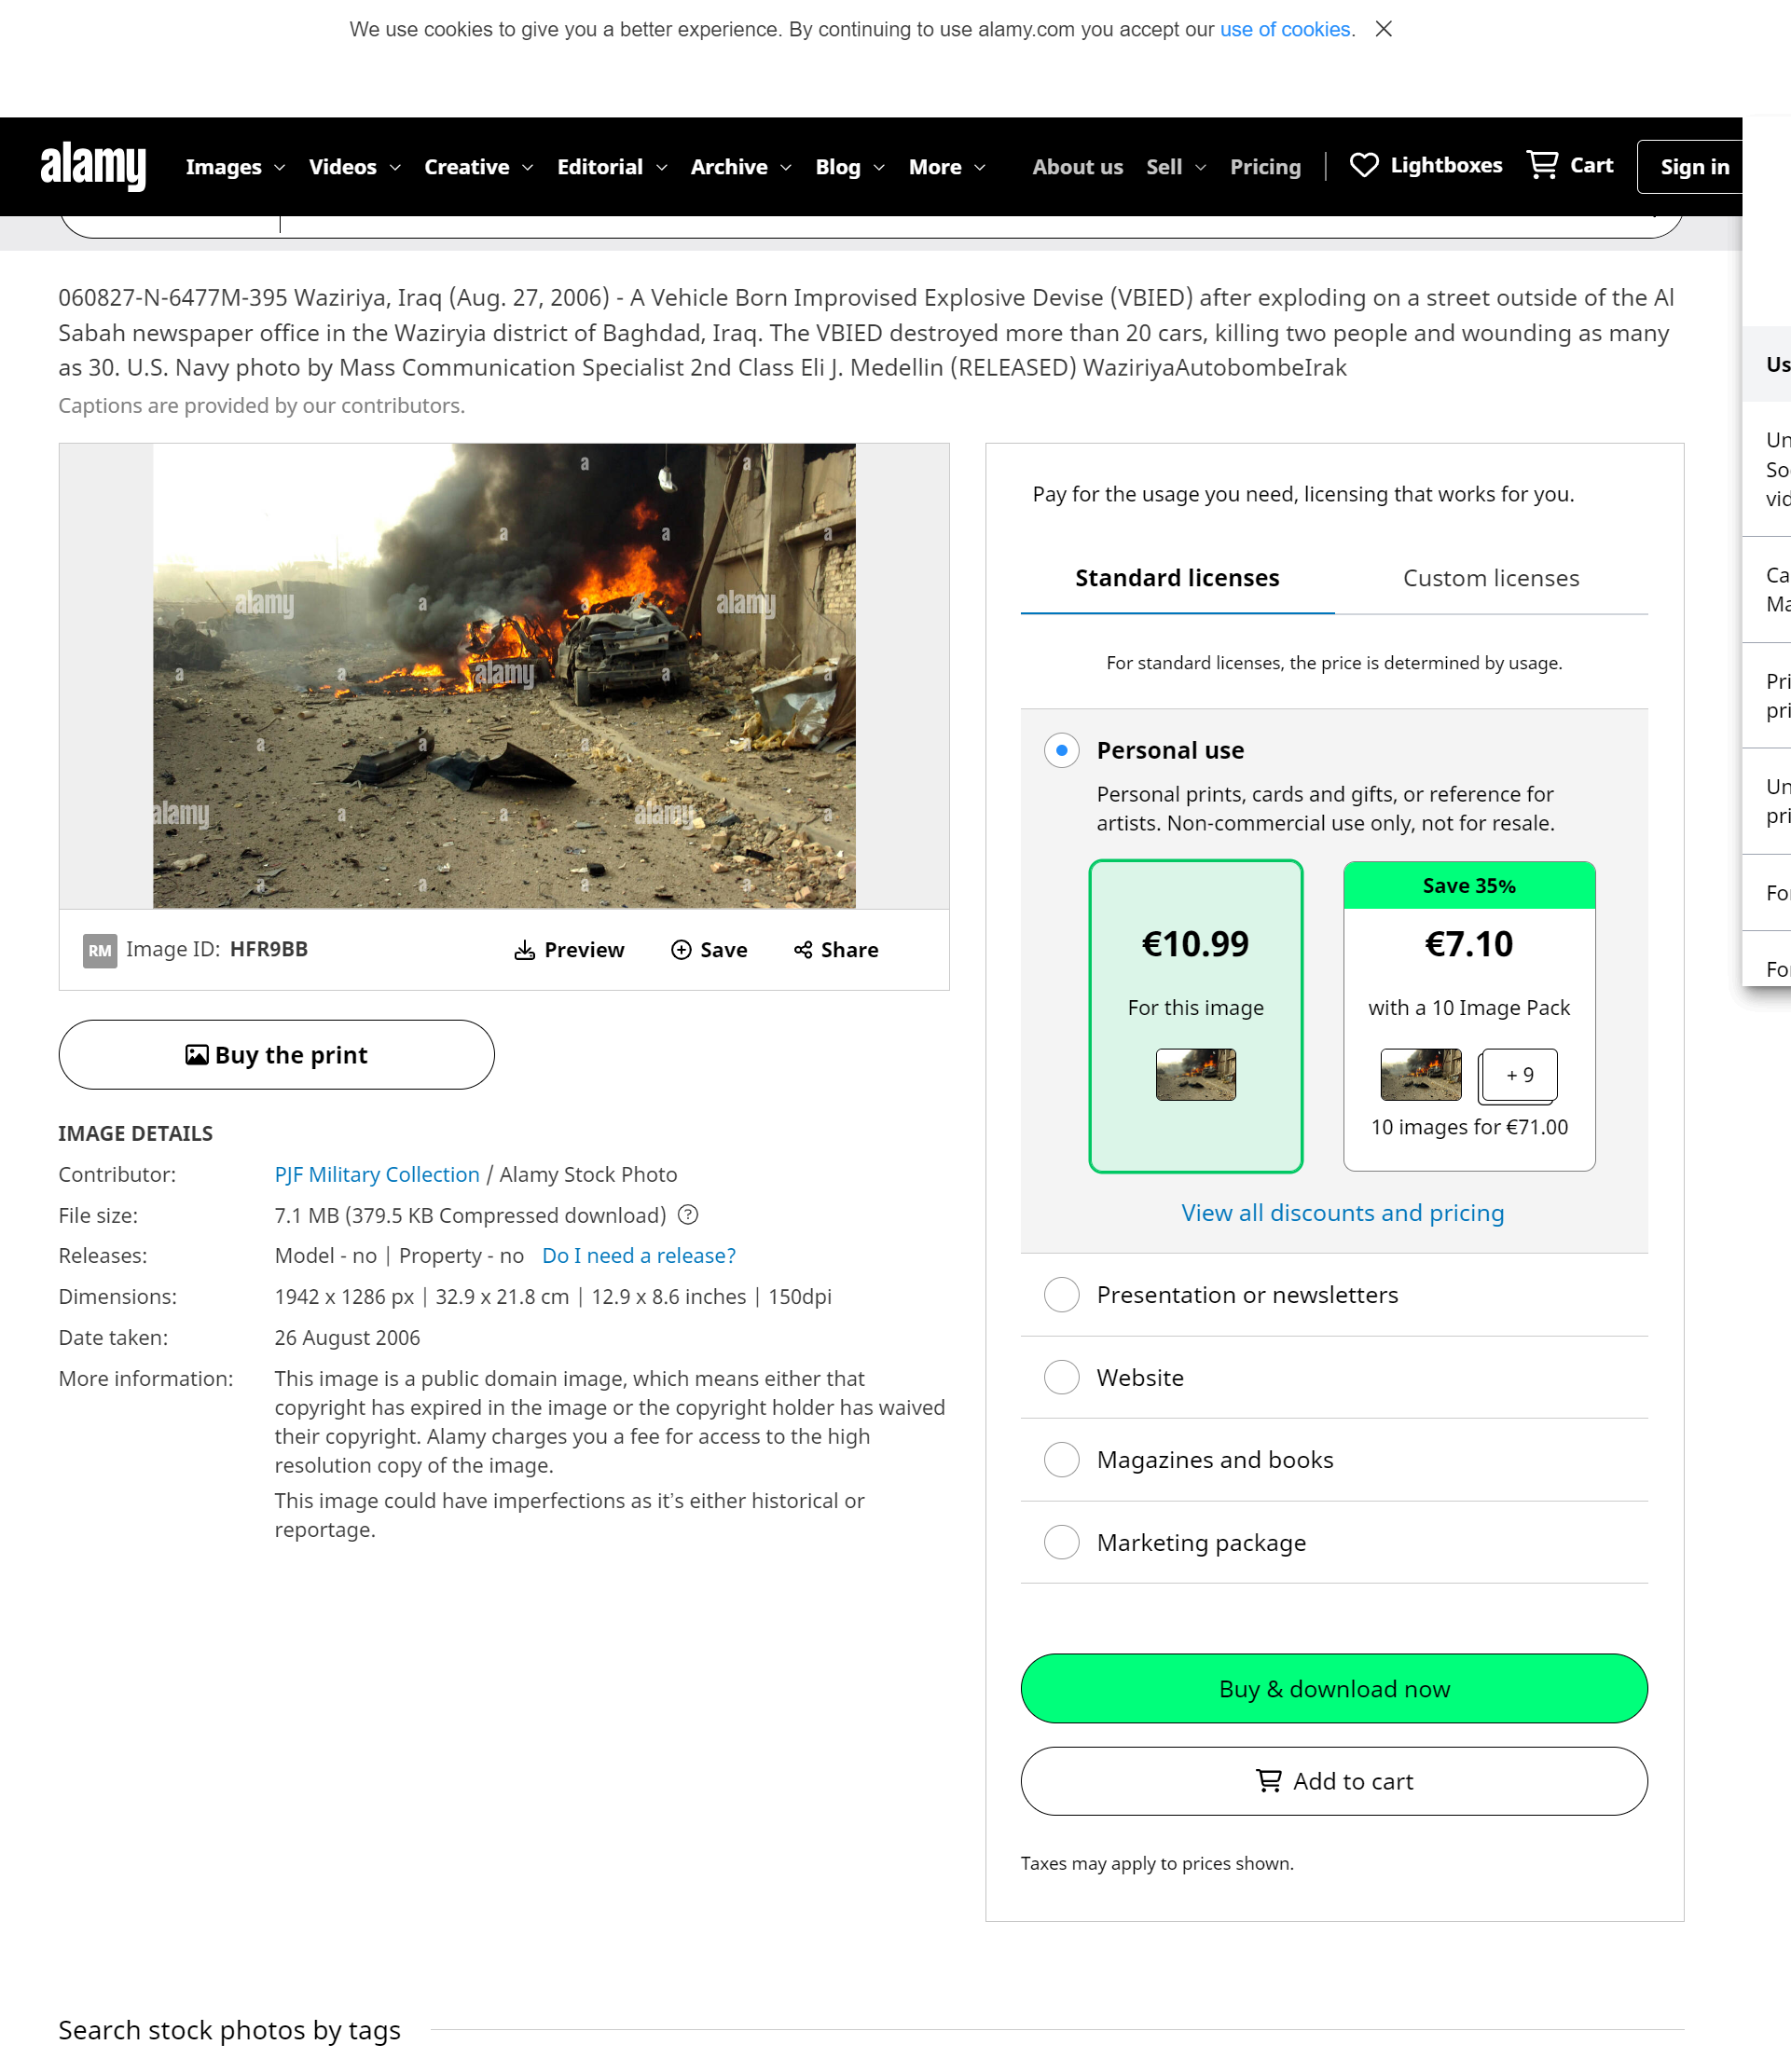 We use cookies to give you a better experience. By continuing to use alamy.com you accept our use of cookies.
alamy
Images
Videos
Creative
Editorial
Archive
Blog
More
About us
Sell
Pricing
Lightboxes
Cart
Sign in
060827-N-6477M-395 Waziriya, Iraq (Aug. 27, 2006) - A Vehicle Born Improvised Explosive Devise (VBIED) after exploding on a street outside of the Al
Sabah newspaper office in the Waziryia district of Baghdad, Iraq. The VBIED destroyed more than 20 cars, killing two people and wounding as many
as 30. U.S. Navy photo by Mass Communication Specialist 2nd Class Eli J. Medellin (RELEASED) WaziriyaAutobombeIrak
Captions are provided by our contributors.
alamy
alamy
alamy
alamy
alamy
RM Image ID: HFR9BB
Preview
Save
Share
Buy the print
IMAGE DETAILS
Contributor: PJF Military Collection / Alamy Stock Photo
File size: 7.1 MB (379.5 KB Compressed download) ?
Releases: Model - no | Property - no Do I need a release?
Dimensions: 1942 x 1286 px | 32.9 x 21.8 cm | 12.9 x 8.6 inches | 150dpi
Date taken: 26 August 2006
More information: This image is a public domain image, which means either that
copyright has expired in the image or the copyright holder has waived
their copyright. Alamy charges you a fee for access to the high
resolution copy of the image.
This image could have imperfections as it's either historical or
reportage.
Pay for the usage you need, licensing that works for you.
Standard licenses
Custom licenses
For standard licenses, the price is determined by usage.
Personal use
Personal prints, cards and gifts, or reference for
artists. Non-commercial use only, not for resale.
€10.99
For this image
Save 35%
€7.10
with a 10 Image Pack
+ 9
10 images for €71.00
View all discounts and pricing
Presentation or newsletters
Website
Magazines and books
Marketing package
Buy & download now
Add to cart
Taxes may apply to prices shown.
Search stock photos by tags